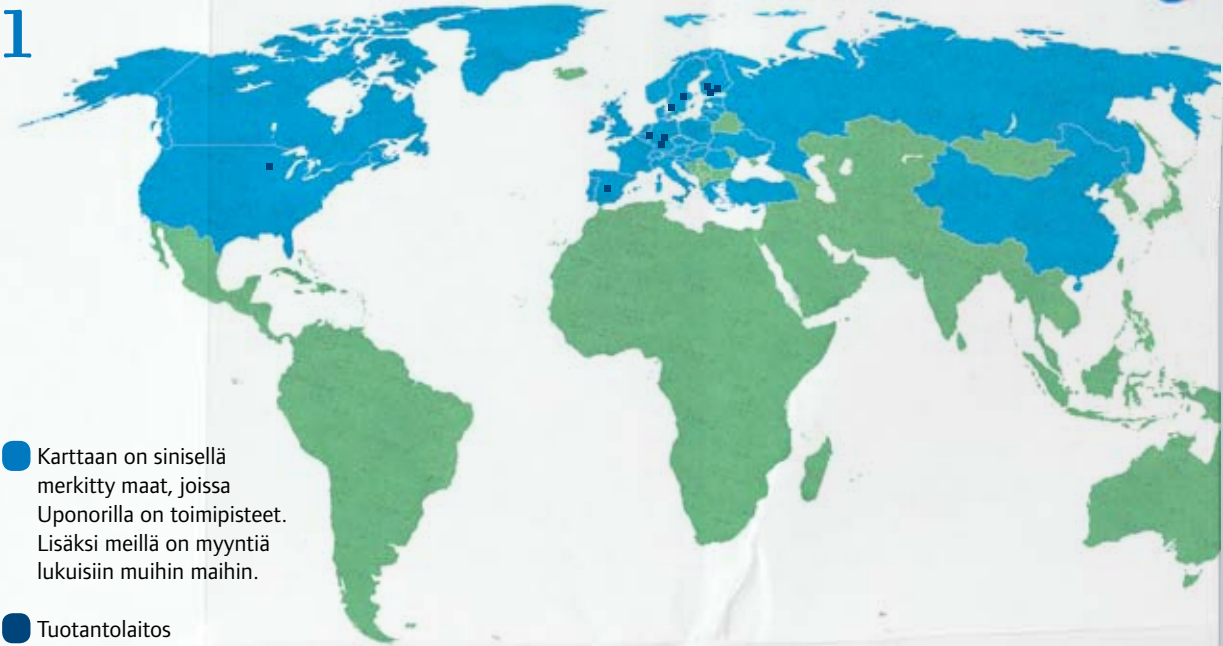 1
Karttaan on sinisellä
merkitty maat, joissa
Uponorilla on toimipisteet.
Lisäksi meillä on myyntiä
lukuisiin muihin maihin.
Tuotantolaitos